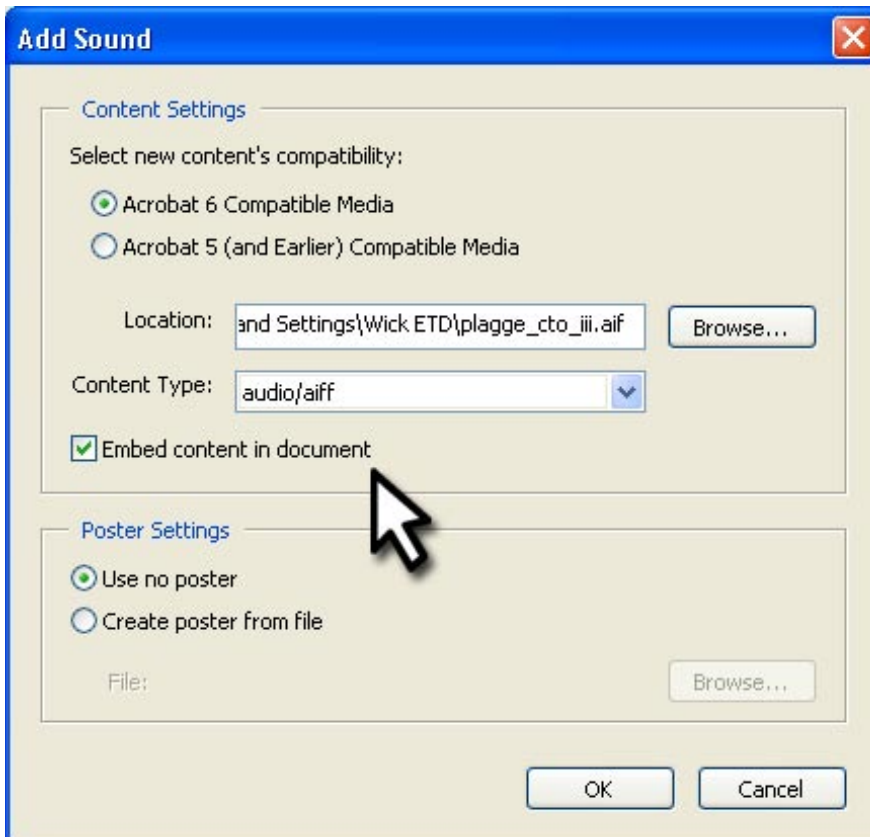 Add Sound
Content Settings
Select new content's compatibility:
Acrobat 6 Compatible Media
Acrobat 5 (and Earlier) Compatible Media
Location: and Settings\Wick ETD\plagge_cto_iii.aif Browse...
Content Type: audio/aiff
Embed content in document
Poster Settings
Use no poster
Create poster from file
File: Browse...
OK Cancel